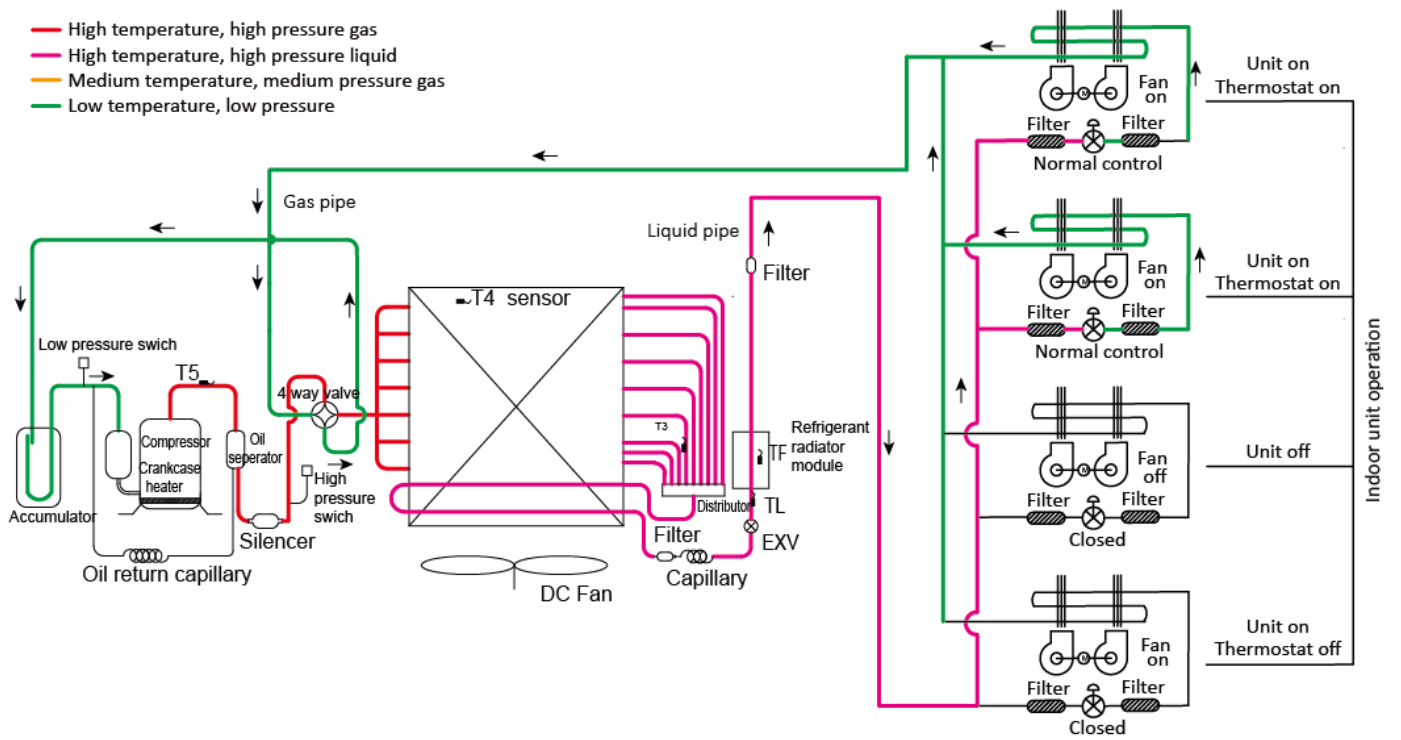 High temperature, high pressure gas
High temperature, high pressure liquid
Medium temperature, medium pressure gas
Low temperature, low pressure
Gas pipe
Liquid pipe
Filter
T4 sensor
Low pressure swich
T5
4 way valve
Compressor
Crankcase
heater
Oil
seperator
High
pressure
swich
Accumulator
Silencer
Oil return capillary
T3
TF
Refrigerant
radiator
module
Distributor
TL
EXV
Filter
Capillary
DC Fan
Fan
on
M
Filter
Filter
Normal control
Unit on
Thermostat on
Fan
on
M
Filter
Filter
Normal control
Unit on
Thermostat on
Fan
off
M
Filter
Filter
Closed
Unit off
Fan
on
M
Filter
Filter
Closed
Unit on
Thermostat off
Indoor unit operation